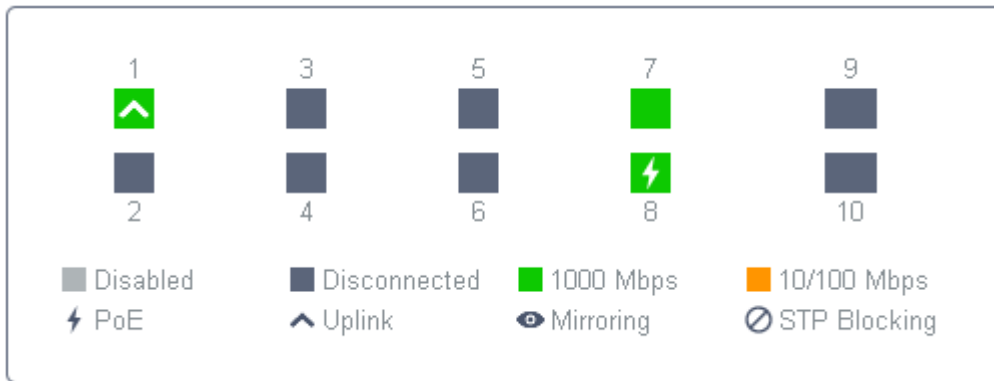 1 3 5 7 9
2 4 6 8 10
Disabled Disconnected 1000 Mbps 10/100 Mbps
PoE Uplink Mirroring STP Blocking